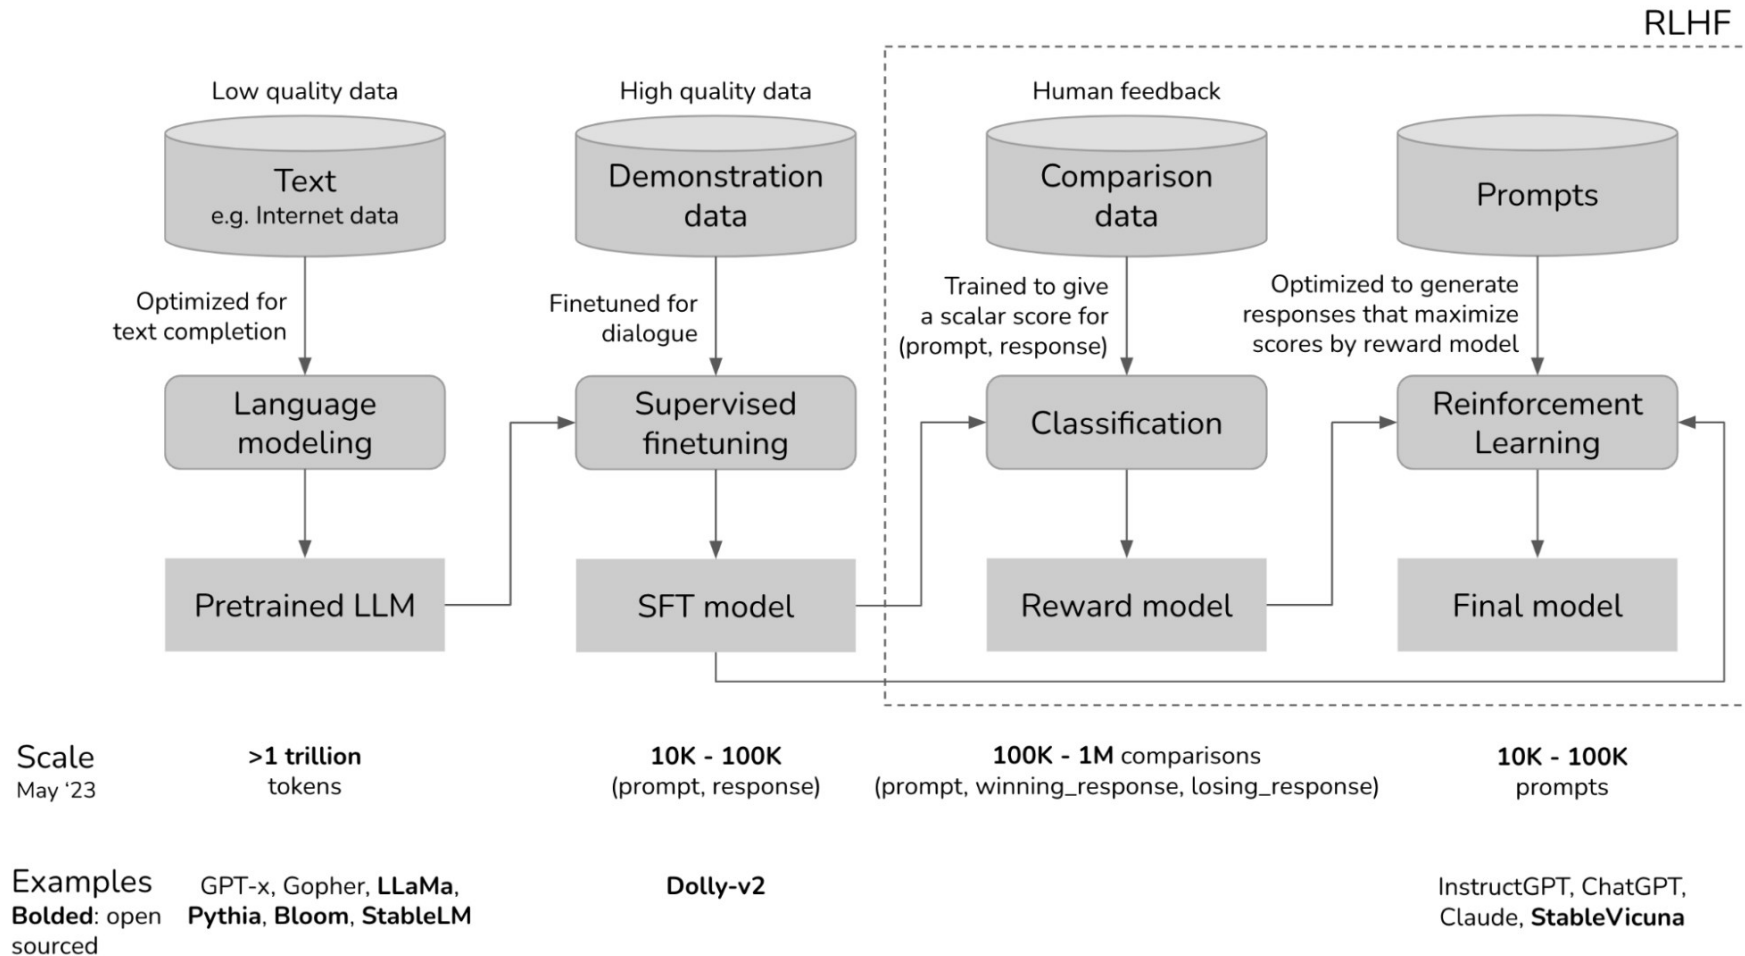 RLHF
Low quality data
High quality data
Human feedback
Text
e.g. Internet data
Demonstration
data
Comparison
data
Prompts
Optimized for
text completion
Finetuned for
dialogue
Trained to give
a scalar score for
(prompt, response)
Optimized to generate
responses that maximize
scores by reward model
Language
modeling
Supervised
finetuning
Classification
Reinforcement
Learning
Pretrained LLM
SFT model
Reward model
Final model
Scale
May ‘23
>1 trillion
tokens
10K - 100K
(prompt, response)
100K - 1M comparisons
(prompt, winning_response, losing_response)
10K - 100K
prompts
Examples
Bolded: open
sourced
GPT-x, Gopher, LLaMa,
Pythia, Bloom, StableLM
Dolly-v2
InstructGPT, ChatGPT,
Claude, StableVicuna